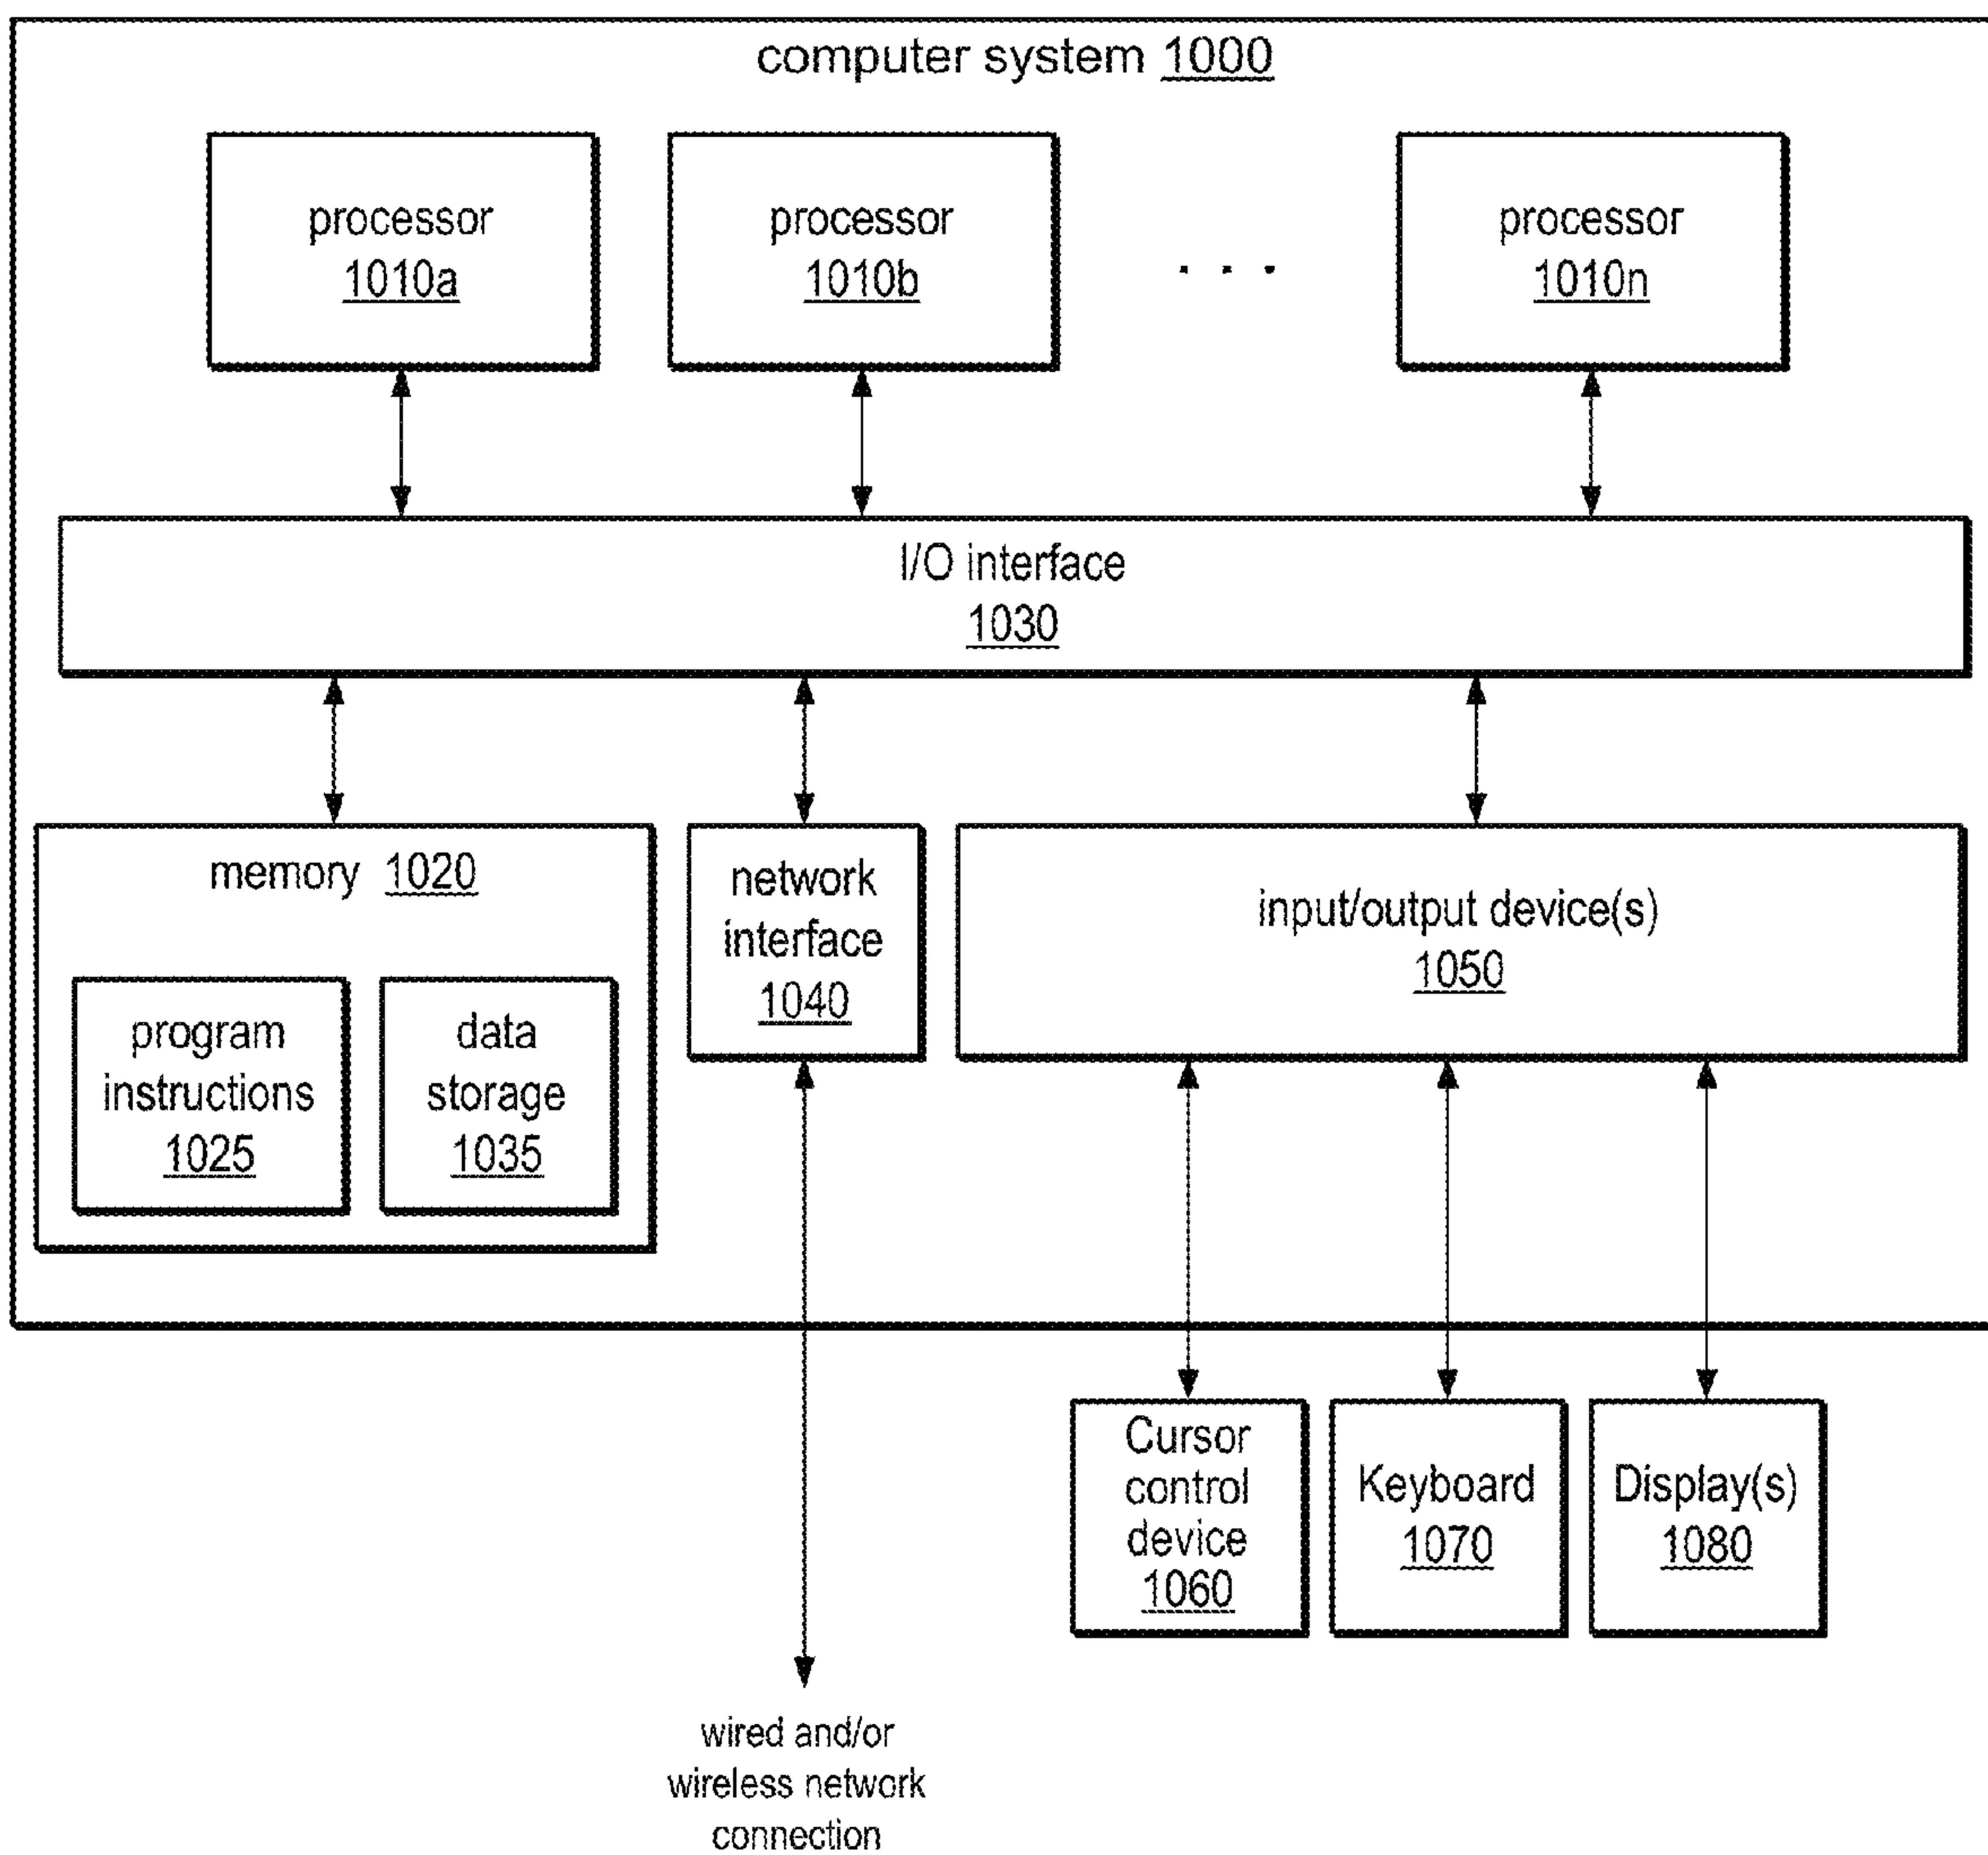 computer system 1000
processor
1010a
processor
1010b
. . .
processor
1010n
I/O interface
1030
memory 1020
program
instructions
1025
data
storage
1035
network
interface
1040
input/output device(s)
1050
Cursor
control
device
1060
Keyboard
1070
Display(s)
1080
wired and/or
wireless network
connection